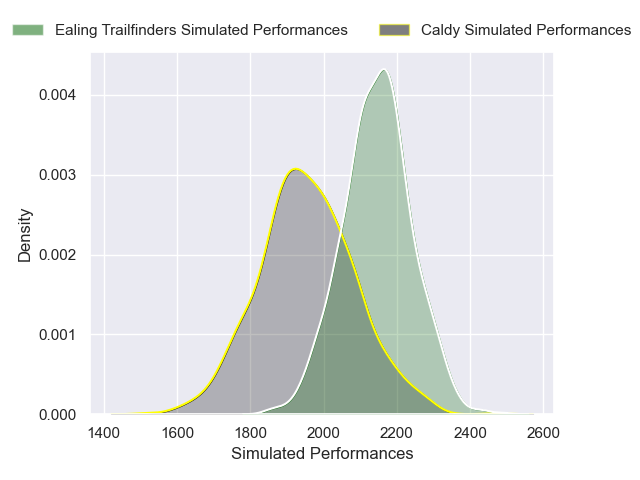 Ealing Trailfinders Simulated Performances
Caldy Simulated Performances
0.004
0.003
0.002
0.001
0.000
Density
1400 1600 1800 2000 2200 2400 2600
Simulated Performances